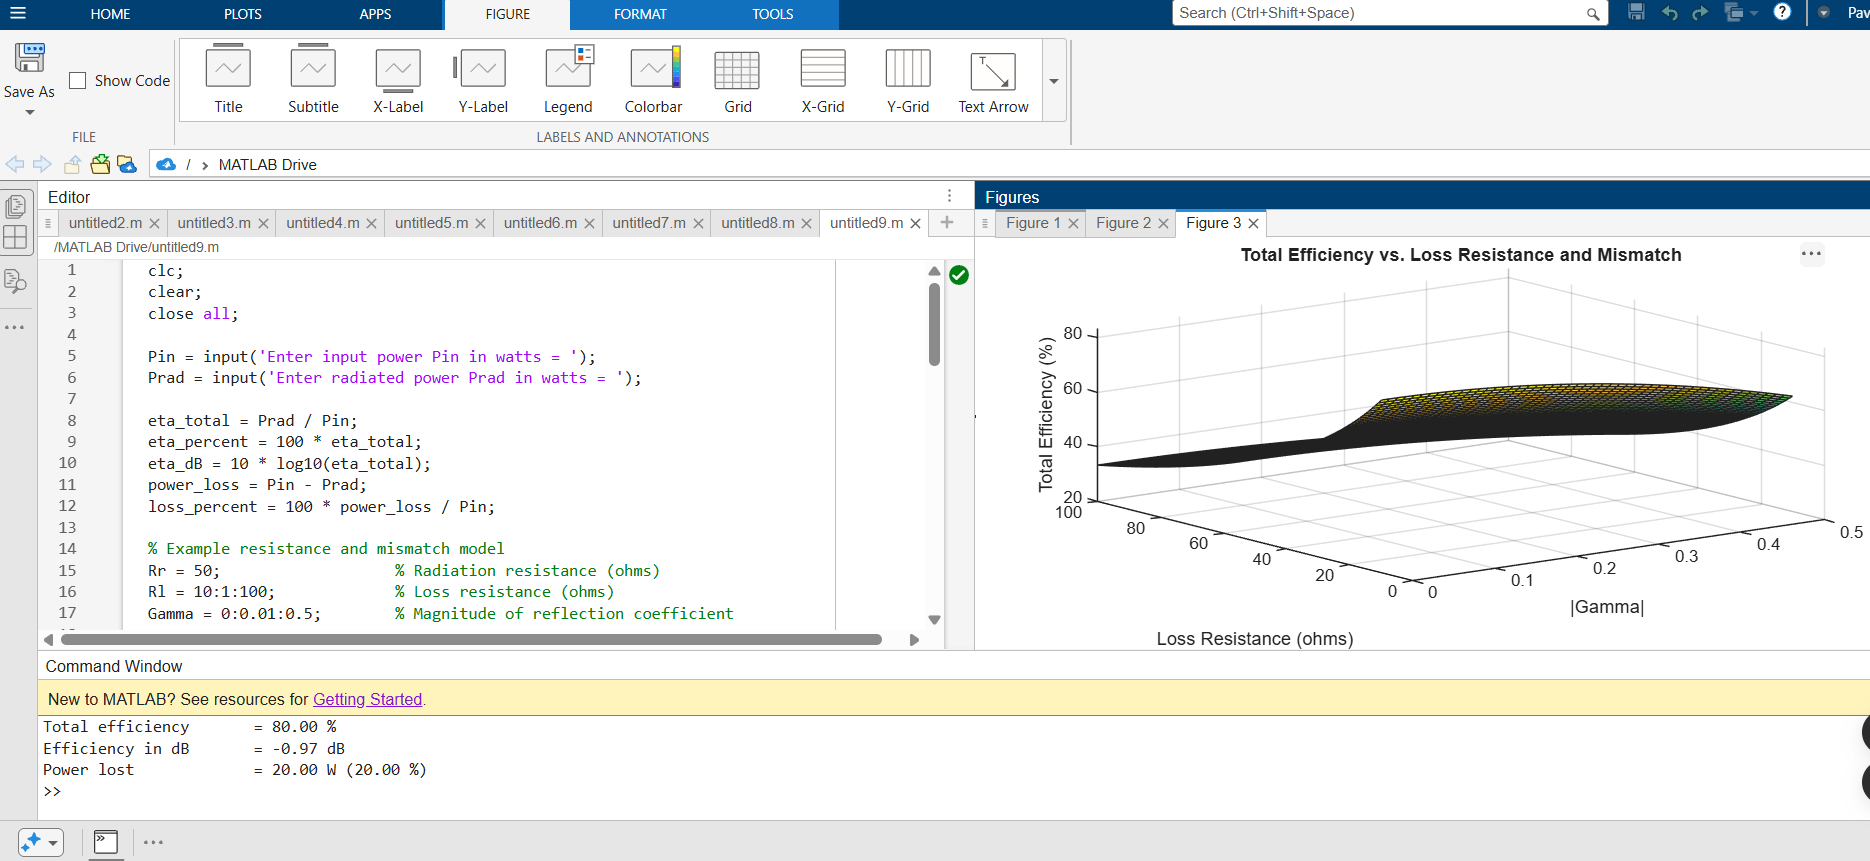 HOME PLOTS APPS FIGURE FORMAT TOOLS Search (Ctrl+Shift+Space) ? Pav
Save As
Show Code
FILE
Title Subtitle X-Label Y-Label Legend Colorbar Grid X-Grid Y-Grid Text Arrow
LABELS AND ANNOTATIONS
/ › MATLAB Drive
Editor
untitled2.m × untitled3.m × untitled4.m × untitled5.m × untitled6.m × untitled7.m × untitled8.m × untitled9.m × +
/MATLAB Drive/untitled9.m
1 clc;
2 clear;
3 close all;
4
5 Pin = input('Enter input power Pin in watts = ');
6 Prad = input('Enter radiated power Prad in watts = ');
7
8 eta_total = Prad / Pin;
9 eta_percent = 100 * eta_total;
10 eta_dB = 10 * log10(eta_total);
11 power_loss = Pin - Prad;
12 loss_percent = 100 * power_loss / Pin;
13
14 % Example resistance and mismatch model
15 Rr = 50; % Radiation resistance (ohms)
16 Rl = 10:1:100; % Loss resistance (ohms)
17 Gamma = 0:0.01:0.5; % Magnitude of reflection coefficient
Figures
Figure 1 × Figure 2 × Figure 3 ×
Total Efficiency vs. Loss Resistance and Mismatch
Total Efficiency (%)
80
60
40
20
100
80
60
40
20
0
0
0.1
0.2
0.3
0.4
0.5
|Gamma|
Loss Resistance (ohms)
Command Window
New to MATLAB? See resources for Getting Started.
Total efficiency = 80.00 %
Efficiency in dB = -0.97 dB
Power lost = 20.00 W (20.00 %)
>>